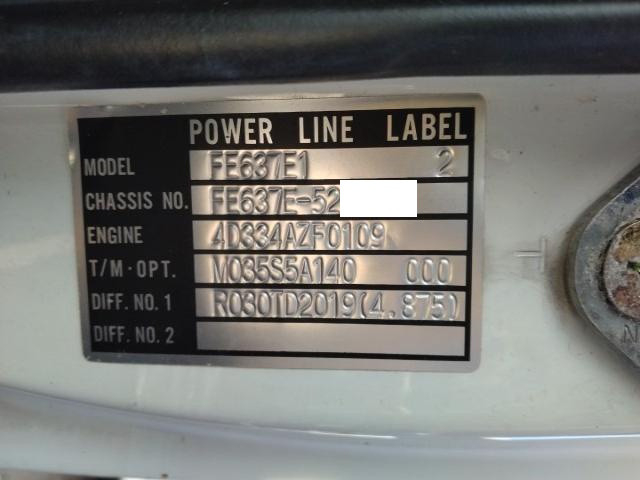 POWER LINE LABEL
MODEL FE637E1 2
CHASSIS NO. FE637E-52
ENGINE 4D334AZF0109
T/M·OPT. M035S5A140 000
DIFF. NO. 1 R030TD2019(4.875)
DIFF. NO. 2
N